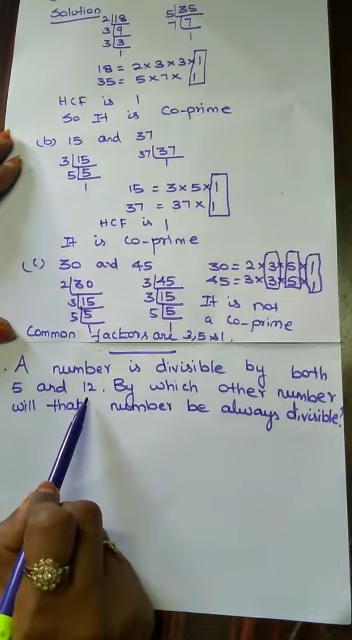 Solution
2 | 18    5 | 35
3 | 9    7 | 7
3 | 3    1
1
18 = 2 × 3 × 3 × 1
35 = 5 × 7 × 1
HCF is 1
So It is co-prime
(b) 15 and 37
3 | 15    37 | 37
5 | 5    1
1
15 = 3 × 5 × 1
37 = 37 × 1
HCF is 1
It is co-prime
(c) 30 and 45    30 = 2 × 3 × 5 × 1
2 | 30    3 | 45    45 = 3 × 3 × 5 × 1
3 | 15    3 | 15    It is not
5 | 5    5 | 5    a co-prime
1    1
Common factors are 3,5 & 1.
. A number is divisible by both
5 and 12. By which other number
will that number be always divisible?